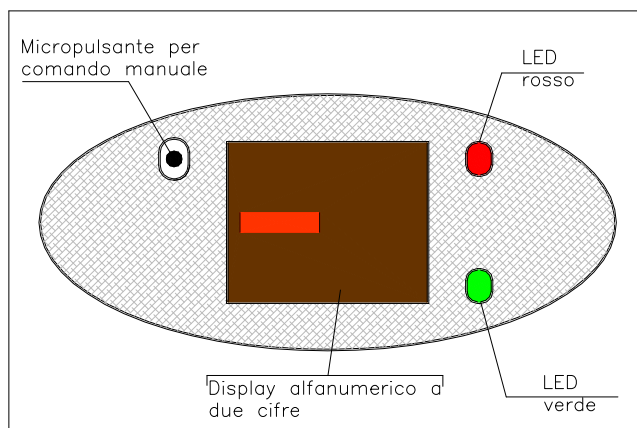 Micropulsante per
comando manuale
LED
rosso
Display alfanumerico a
due cifre
LED
verde